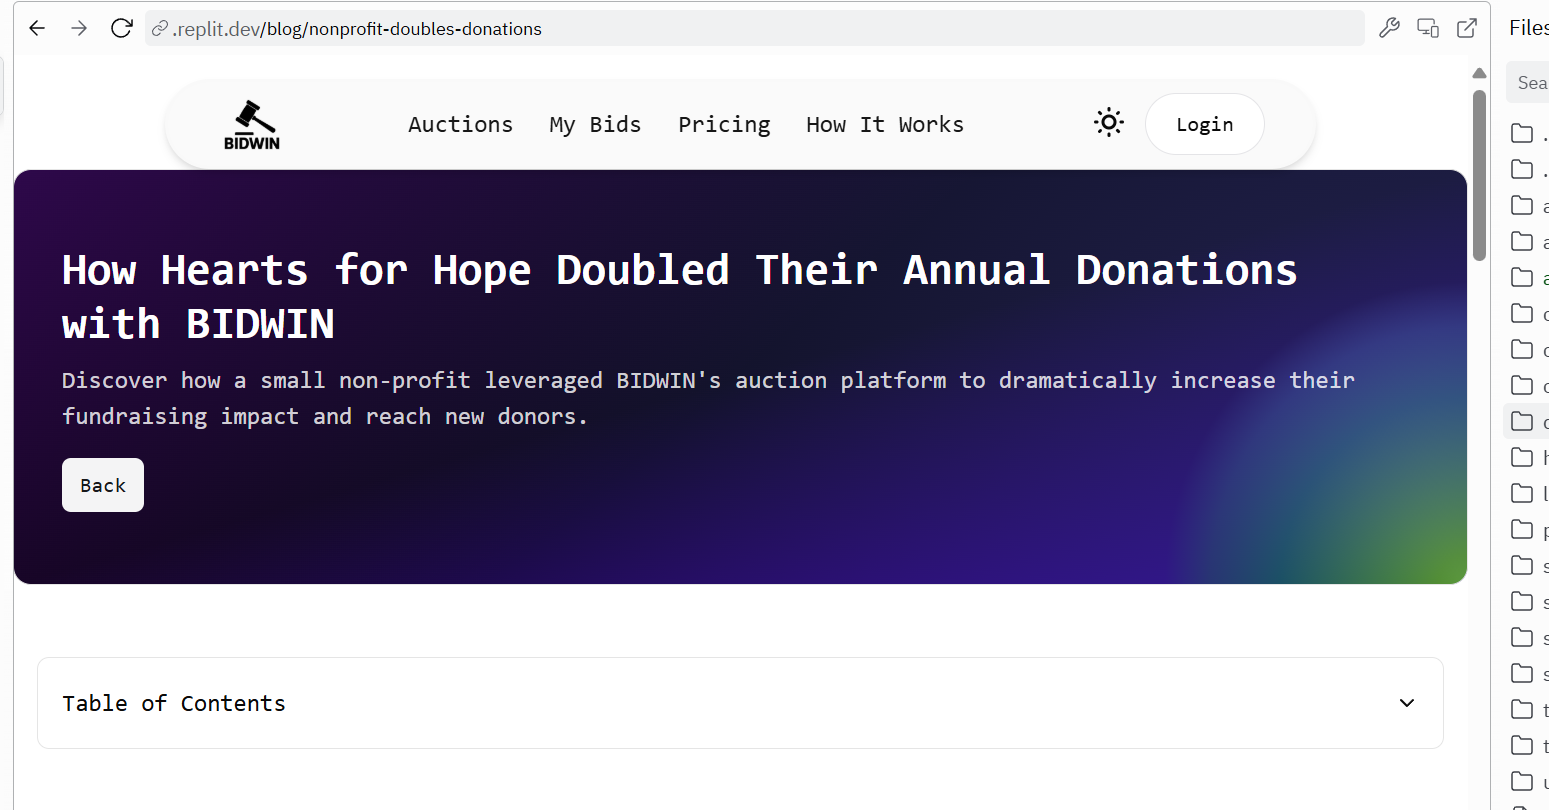 .replit.dev/blog/nonprofit-doubles-donations
Files
Sea
BIDWIN
Auctions
My Bids
Pricing
How It Works
Login
How Hearts for Hope Doubled Their Annual Donations
with BIDWIN
Discover how a small non-profit leveraged BIDWIN's auction platform to dramatically increase their
fundraising impact and reach new donors.
Back
Table of Contents